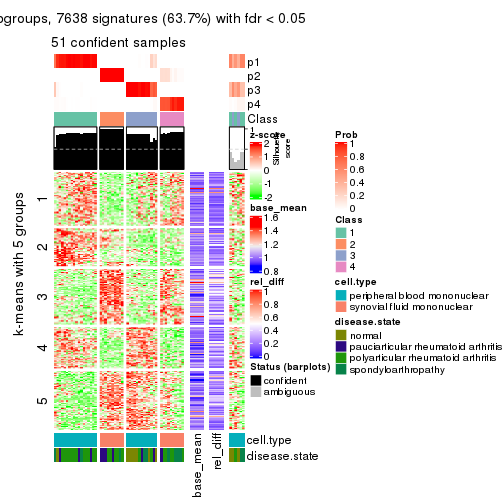 ogroups, 7638 signatures (63.7%) with fdr < 0.05
51 confident samples
p1
p2
p3
p4
Class
1
Silhouette
score
k-means with 5 groups
1
2
3
4
5
z-score
2
1
0
-1
-2
base_mean
1.6
1.4
1.2
1
0.8
rel_diff
1
0.8
0.6
0.4
0.2
0
Status (barplots)
confident
ambiguous
Prob
1
0.8
0.6
0.4
0.2
0
Class
1
2
3
4
cell.type
peripheral blood mononuclear
synovial fluid mononuclear
disease.state
normal
pauciarticular rheumatoid arthritis
polyarticular rheumatoid arthritis
spondyloarthropathy
cell.type
disease.state
base_mean
rel_diff